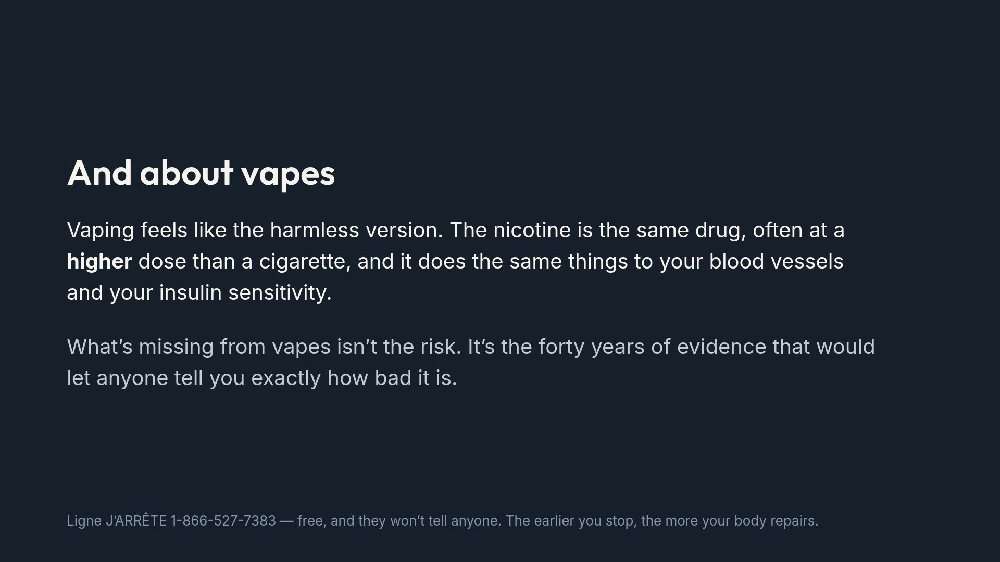 And about vapes
Vaping feels like the harmless version. The nicotine is the same drug, often at a
higher dose than a cigarette, and it does the same things to your blood vessels
and your insulin sensitivity.
What’s missing from vapes isn’t the risk. It’s the forty years of evidence that would
let anyone tell you exactly how bad it is.
Ligne J’ARRÊTE 1-866-527-7383 — free, and they won’t tell anyone. The earlier you stop, the more your body repairs.